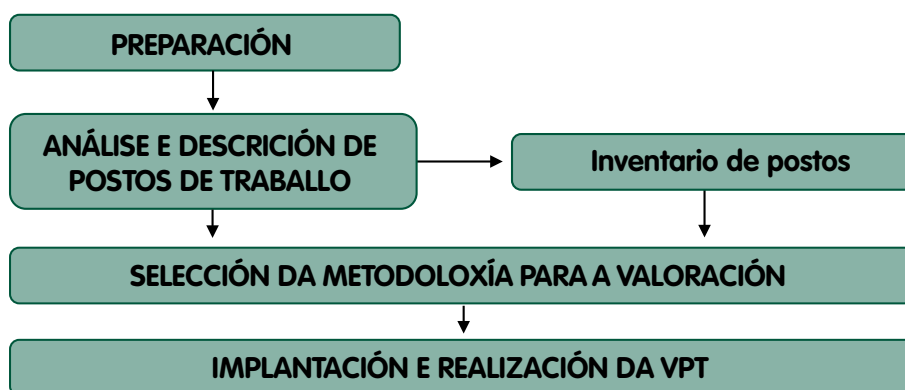 PREPARACIÓN
ANÁLISE E DESCRICIÓN DE
POSTOS DE TRABALLO
Inventario de postos
SELECCIÓN DA METODOLOXÍA PARA A VALORACIÓN
IMPLANTACIÓN E REALIZACIÓN DA VPT